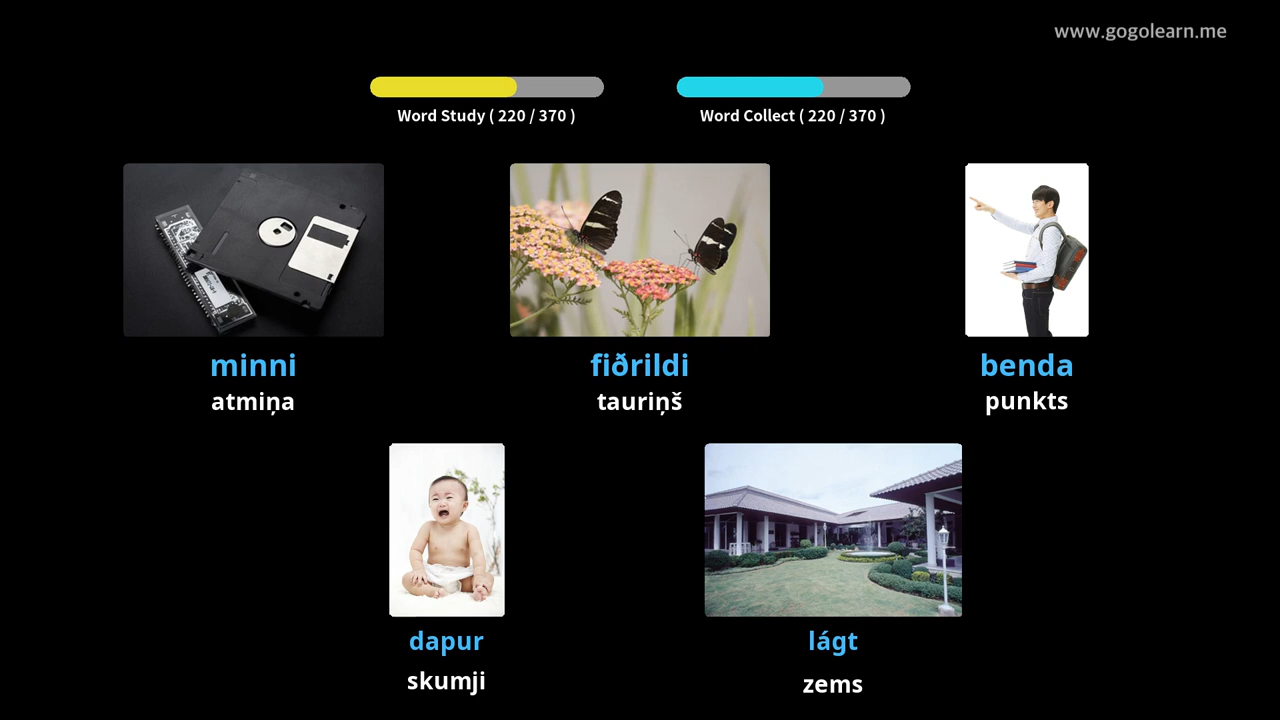 www.gogolearn.me
Word Study ( 220 / 370 )
Word Collect ( 220 / 370 )
minni
atmiņa
fiðrildi
tauriņš
benda
punkts
dapur
skumji
lágt
zems